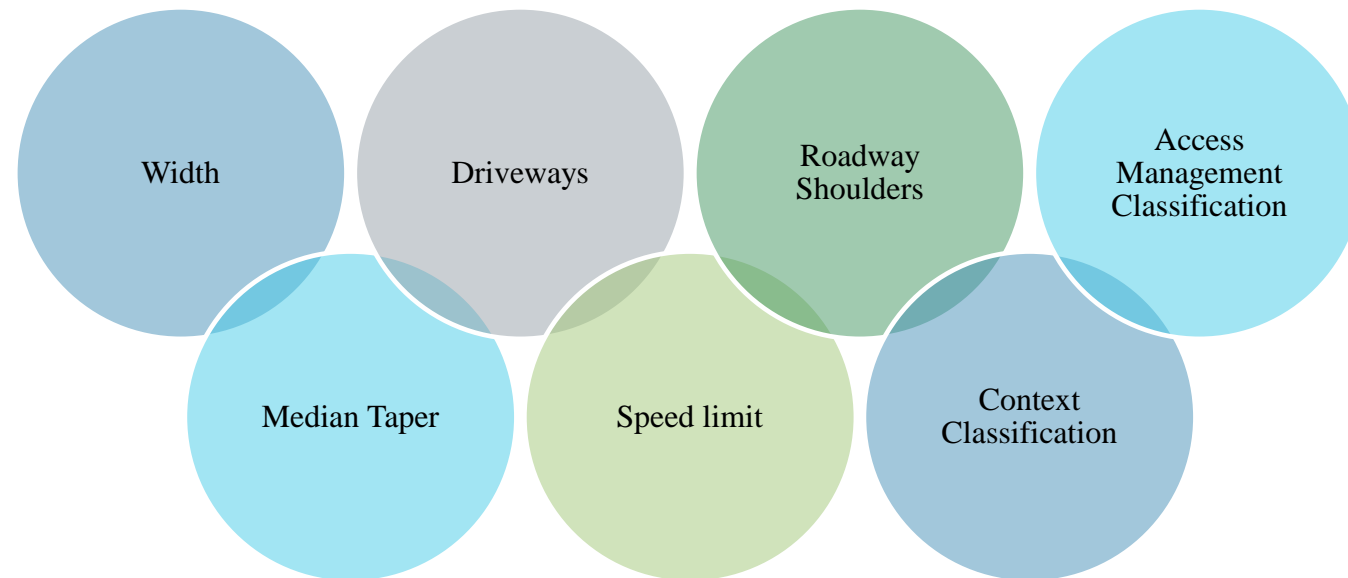 Width
Driveways
Roadway
Shoulders
Access
Management
Classification
Median Taper
Speed limit
Context
Classification